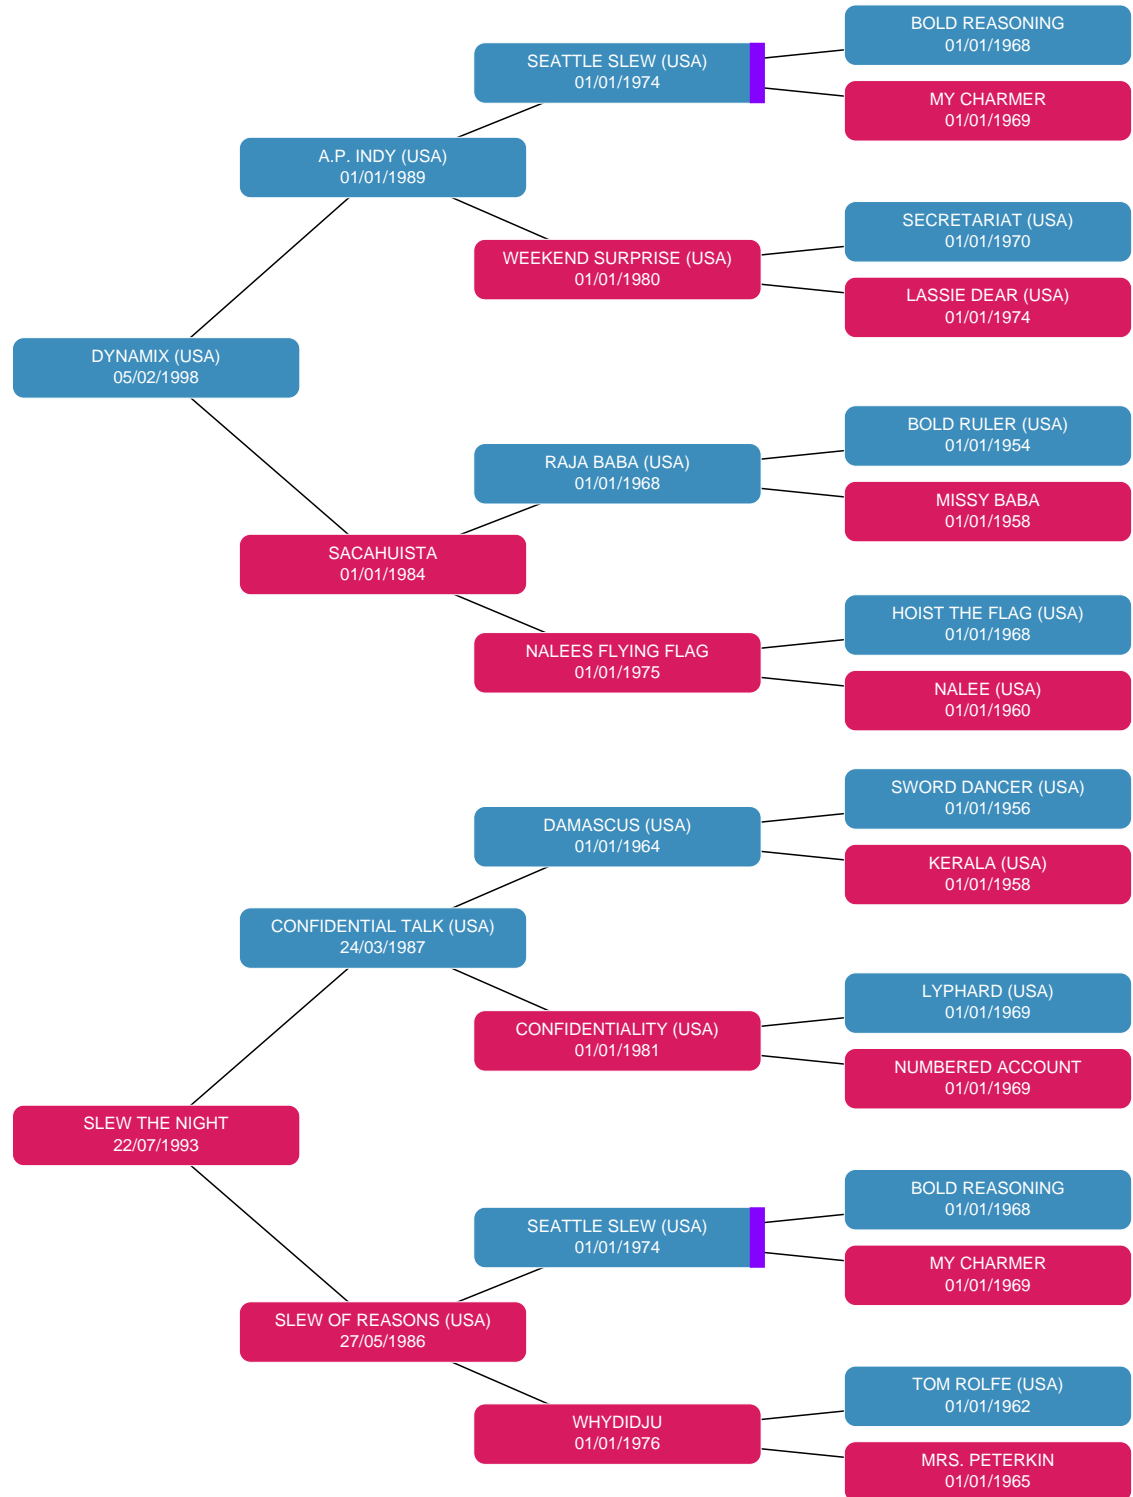 BOLD REASONING
01/01/1968
SEATTLE SLEW (USA)
01/01/1974
MY CHARMER
01/01/1969
A.P. INDY (USA)
01/01/1989
SECRETARIAT (USA)
01/01/1970
WEEKEND SURPRISE (USA)
01/01/1980
LASSIE DEAR (USA)
01/01/1974
DYNAMIX (USA)
05/02/1998
BOLD RULER (USA)
01/01/1954
RAJA BABA (USA)
01/01/1968
MISSY BABA
01/01/1958
SACAHUISTA
01/01/1984
HOIST THE FLAG (USA)
01/01/1968
NALEES FLYING FLAG
01/01/1975
NALEE (USA)
01/01/1960
SWORD DANCER (USA)
01/01/1956
DAMASCUS (USA)
01/01/1964
KERALA (USA)
01/01/1958
CONFIDENTIAL TALK (USA)
24/03/1987
LYPHARD (USA)
01/01/1969
CONFIDENTIALITY (USA)
01/01/1981
NUMBERED ACCOUNT
01/01/1969
SLEW THE NIGHT
22/07/1993
BOLD REASONING
01/01/1968
SEATTLE SLEW (USA)
01/01/1974
MY CHARMER
01/01/1969
SLEW OF REASONS (USA)
27/05/1986
TOM ROLFE (USA)
01/01/1962
WHYDIDJU
01/01/1976
MRS. PETERKIN
01/01/1965